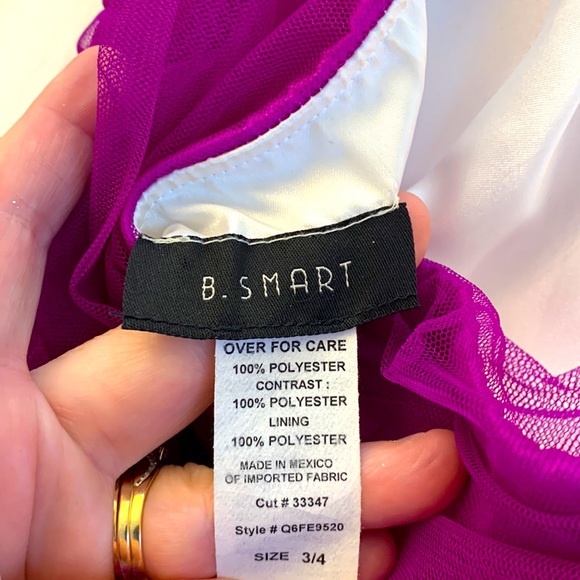 B. SMART
OVER FOR CARE
100% POLYESTER
CONTRAST :
100% POLYESTER
LINING
100% POLYESTER
MADE IN MEXICO
OF IMPORTED FABRIC
Cut # 33347
Style # Q6FE9520
SIZE 3/4